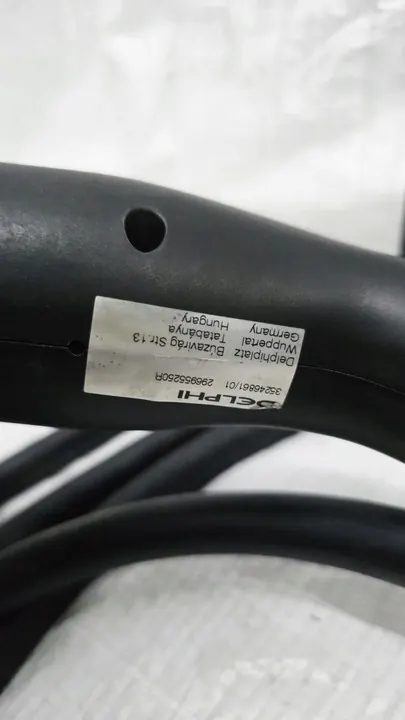 DELPHI
35246861/01 296955250R
Delphiplatz Búzavirág Str.13
Wuppertal Tatabánya
Germany Hungary